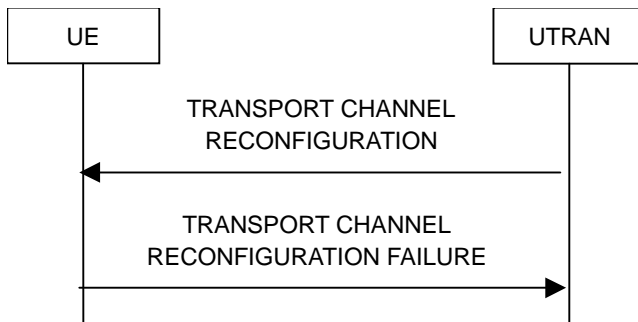 UE
UTRAN
TRANSPORT CHANNEL
RECONFIGURATION
TRANSPORT CHANNEL
RECONFIGURATION FAILURE